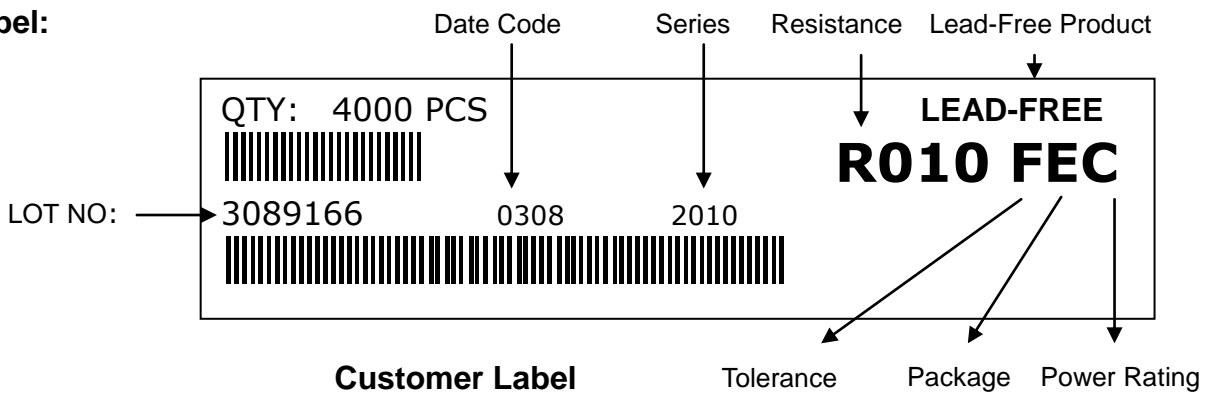 bel:
Date Code Series Resistance Lead-Free Product
QTY: 4000 PCS LEAD-FREE
R010 FEC
LOT NO: 3089166 0308 2010
Customer Label Tolerance Package Power Rating